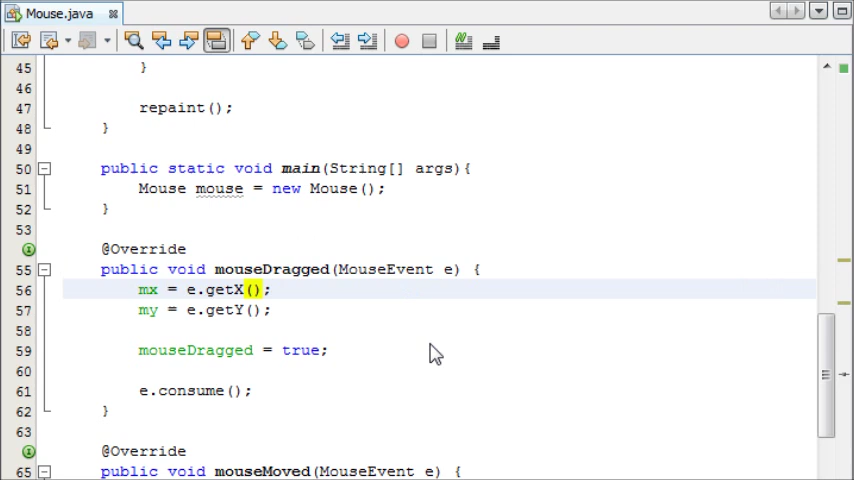 Mouse.java
45 }
46
47 repaint();
48 }
49
50 public static void main(String[] args){
51 Mouse mouse = new Mouse();
52 }
53
@Override
55 public void mouseDragged(MouseEvent e) {
56 mx = e.getX();
57 my = e.getY();
58
59 mouseDragged = true;
60
61 e.consume();
62 }
63
@Override
65 public void mouseMoved(MouseEvent e) {